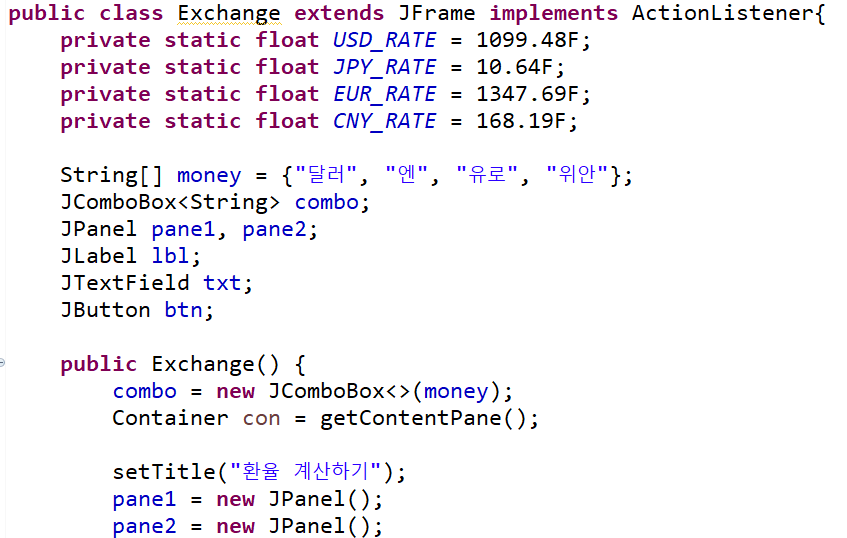 public class Exchange extends JFrame implements ActionListener{
    private static float USD_RATE = 1099.48F;
    private static float JPY_RATE = 10.64F;
    private static float EUR_RATE = 1347.69F;
    private static float CNY_RATE = 168.19F;

    String[] money = {"달러", "엔", "유로", "위안"};
    JComboBox<String> combo;
    JPanel pane1, pane2;
    JLabel lbl;
    JTextField txt;
    JButton btn;

    public Exchange() {
        combo = new JComboBox<>(money);
        Container con = getContentPane();

        setTitle("환율 계산하기");
        pane1 = new JPanel();
        pane2 = new JPanel();